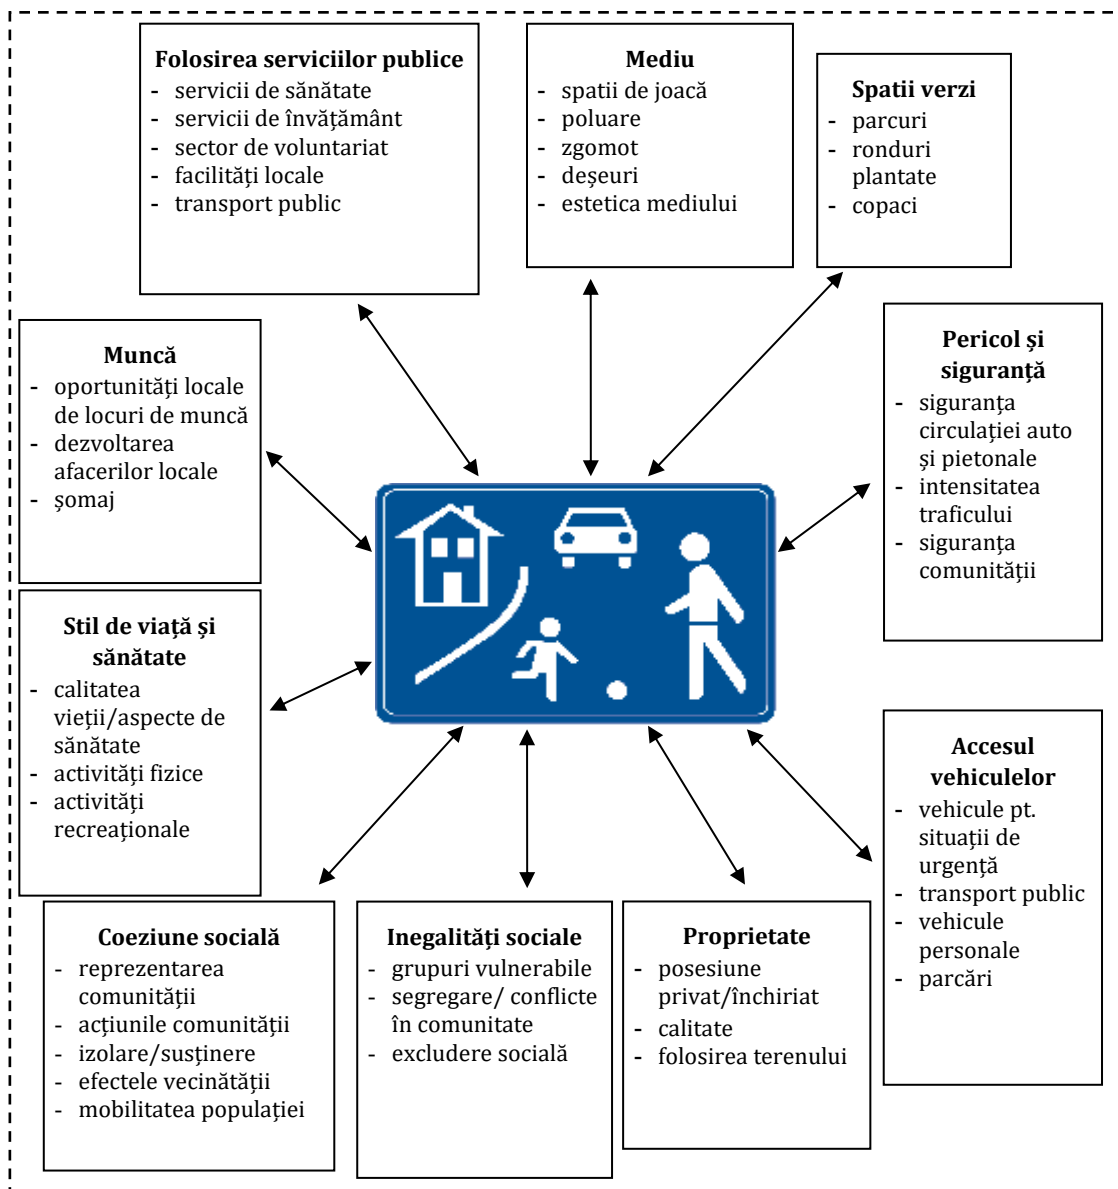 Folosirea serviciilor publice
- servicii de sănătate
- servicii de învățământ
- sector de voluntariat
- facilități locale
- transport public
Mediu
- spatii de joacă
- poluare
- zgomot
- deșeuri
- estetica mediului
Spatii verzi
- parcuri
- ronduri
plantate
- copaci
Muncă
- oportunități locale
de locuri de muncă
- dezvoltarea
afacerilor locale
- șomaj
Pericol și
siguranță
- siguranța
circulației auto
și pietonale
- intensitatea
traficului
- siguranța
comunității
Stil de viață și
sănătate
- calitatea
vieții/aspecte de
sănătate
- activități fizice
- activități
recreaționale
Accesul
vehiculelor
- vehicule pt.
situații de
urgență
- transport public
- vehicule
personale
- parcări
Coeziune socială
- reprezentarea
comunității
- acțiunile comunității
- izolare/susținere
- efectele vecinătății
- mobilitatea populației
Inegalități sociale
- grupuri vulnerabile
- segregare/ conflicte
în comunitate
- excludere socială
Proprietate
- posesiune
privat/închiriat
- calitate
- folosirea terenului